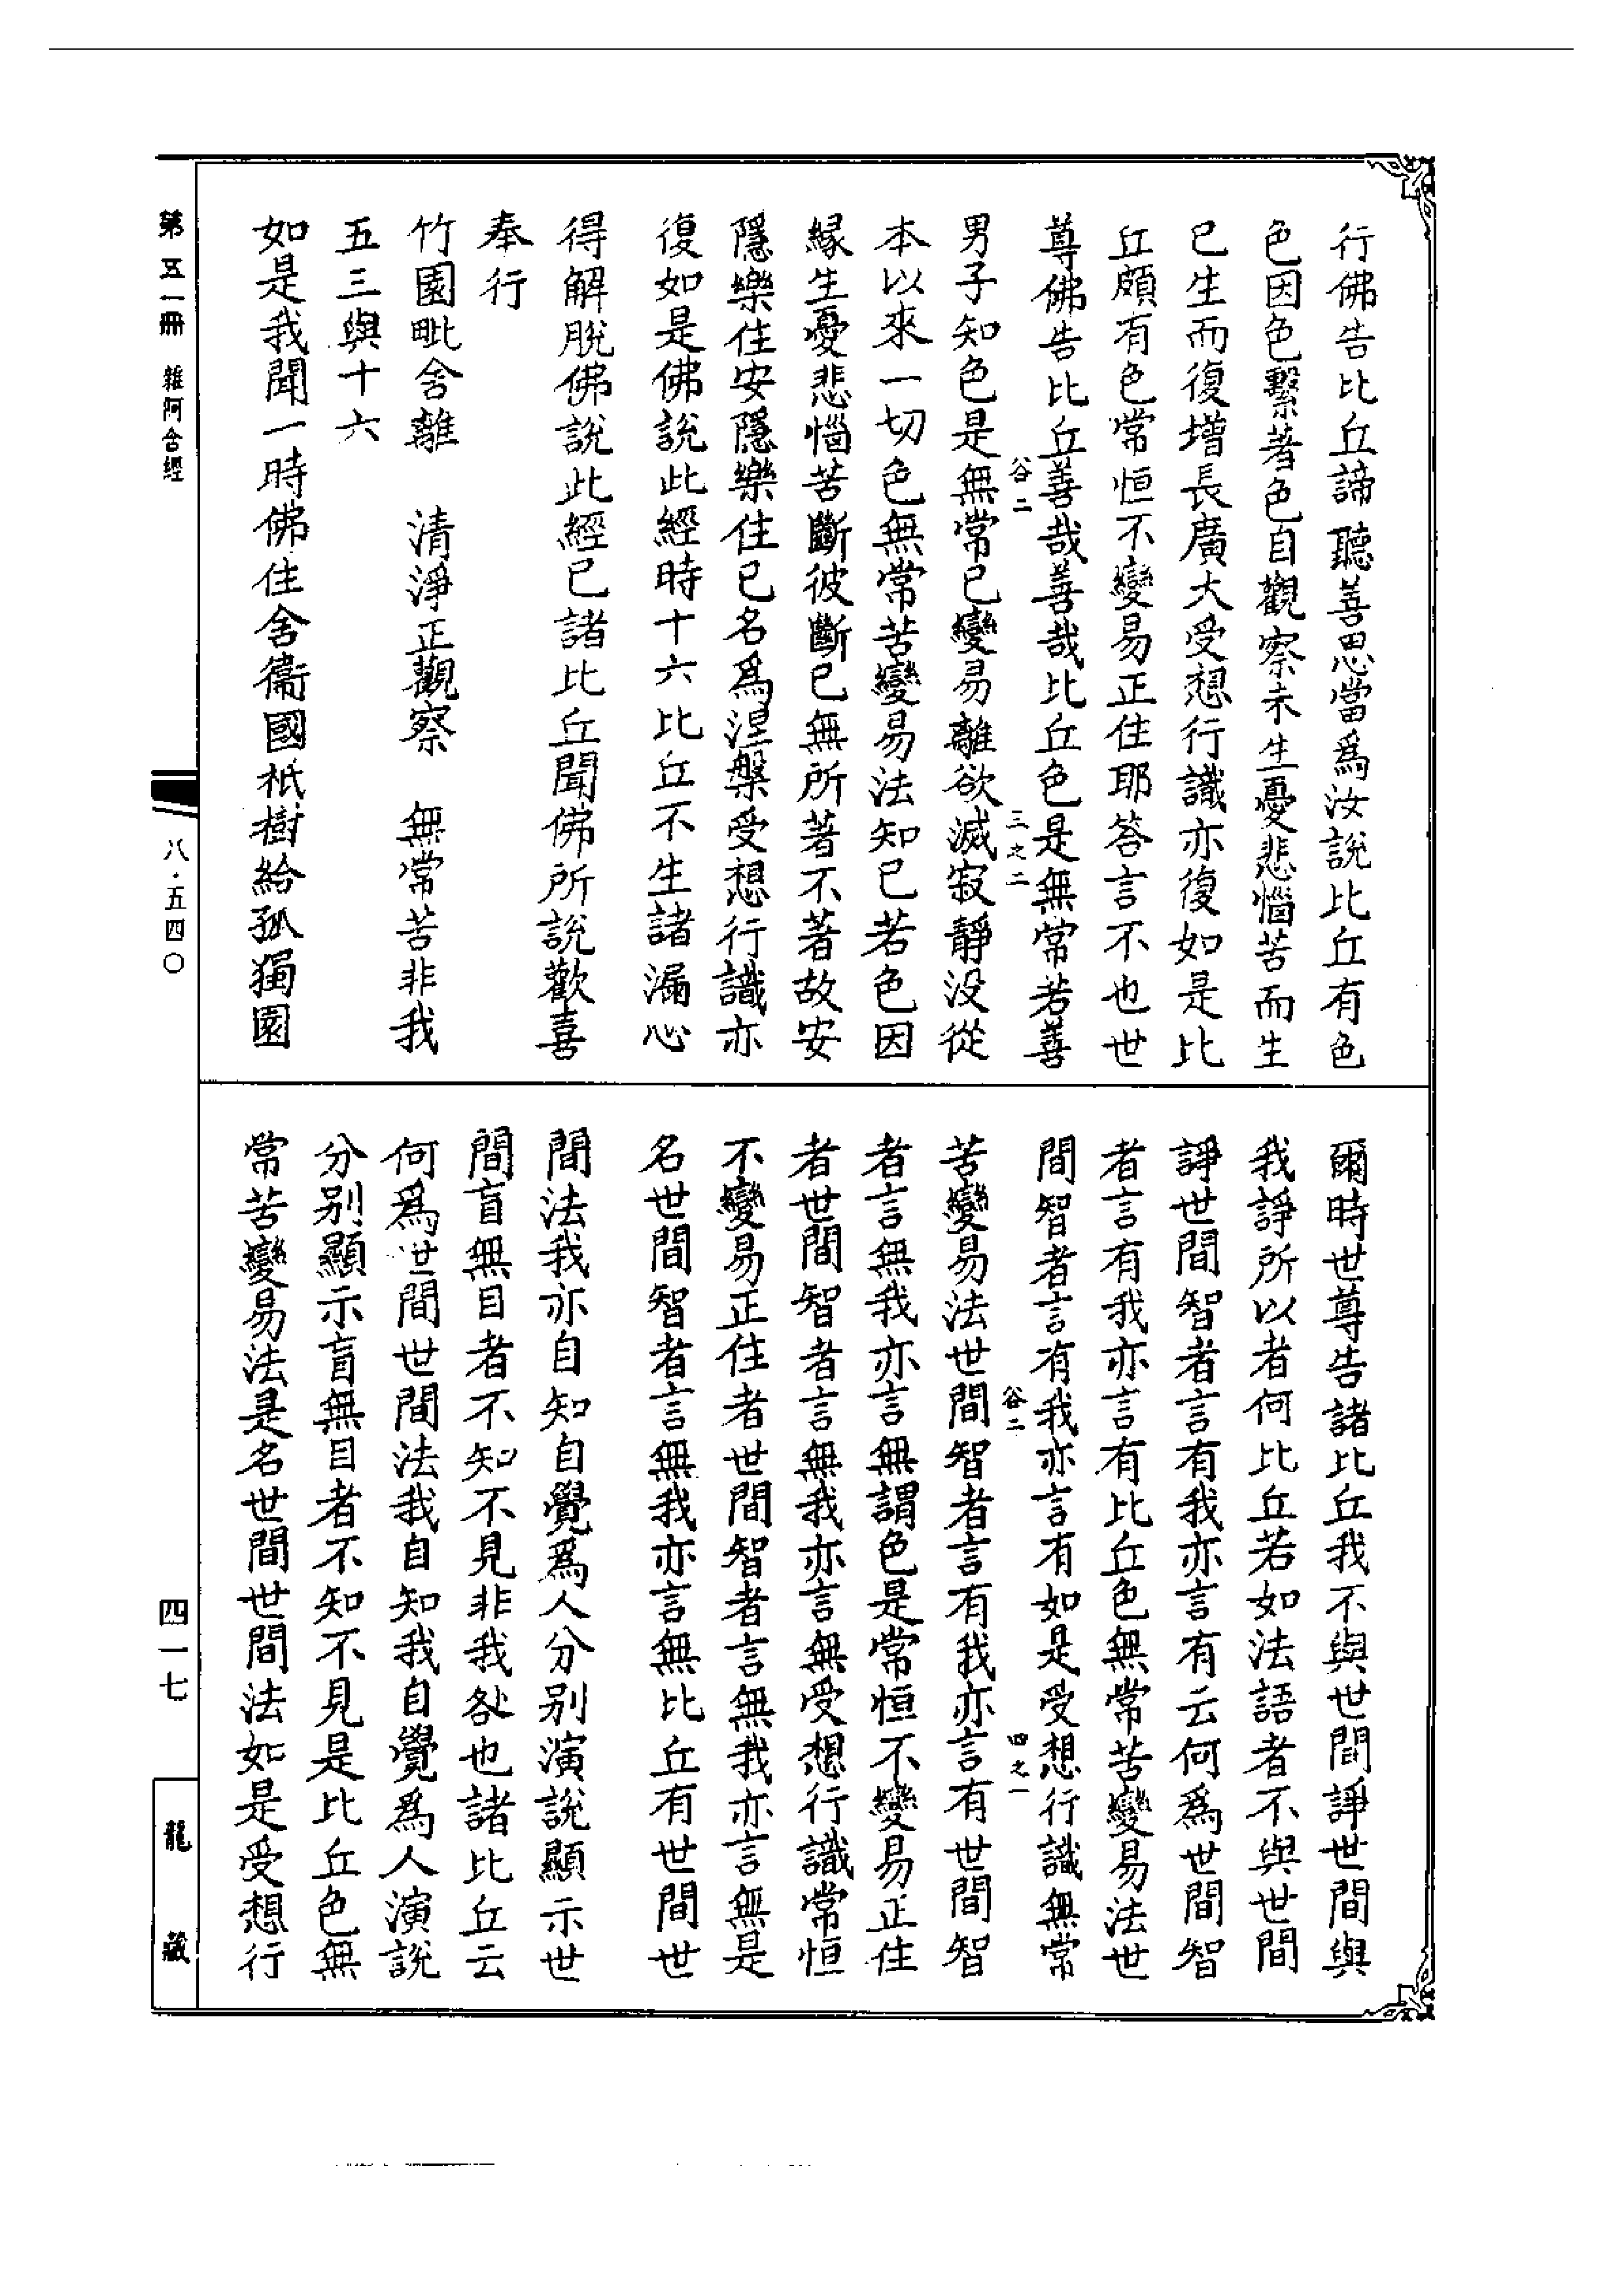 行佛告比丘諦聽善思當爲汝說比丘有色
色因色繫著色自觀察未生憂悲惱苦而生
已生而復增長廣大受想行識亦復如是比
丘頗有色常恒不變易正住耶答言不也世
尊佛告比丘善哉善哉比丘色是無常若善
谷二
三之二
男子知色是無常已變易離欲滅寂靜没從
本以來一切色無常苦變易法知已若色因
緣生憂悲惱苦斷彼斷已無所著不著故安
隱樂住安隱樂住已名爲涅槃受想行識亦
復如是佛說此經時十六比丘不生諸漏心
得解脫佛說此經已諸比丘聞佛所說歡喜
奉行
竹園毗舍離　清淨正觀察　無常苦非我
五三與十六
如是我聞一時佛住舍衞國祇樹給孤獨園
爾時世尊告諸比丘我不與世間諍世間與
我諍所以者何比丘若如法語者不與世間
諍世間智者言有我亦言有云何爲世間智
者言有我亦言有比丘色無常苦變易法世
間智者言有我亦言有如是受想行識無常
谷二
四之一
苦變易法世間智者言有我亦言有世間智
者言無我亦言無謂色是常恒不變易正住
者世間智者言無我亦言無受想行識常恒
不變易正住者世間智者言無我亦言無是
名世間智者言無我亦言無比丘有世間世
間法我亦自知自覺爲人分別演說顯示世
間盲無目者不知不見非我咎也諸比丘云
何爲世間世間法我自知我自覺爲人演說
分別顯示盲無目者不知不見是比丘色無
常苦變易法是名世間世間法如是受想行
第五一冊　雜阿含經
八·五四〇
四一七
龍藏